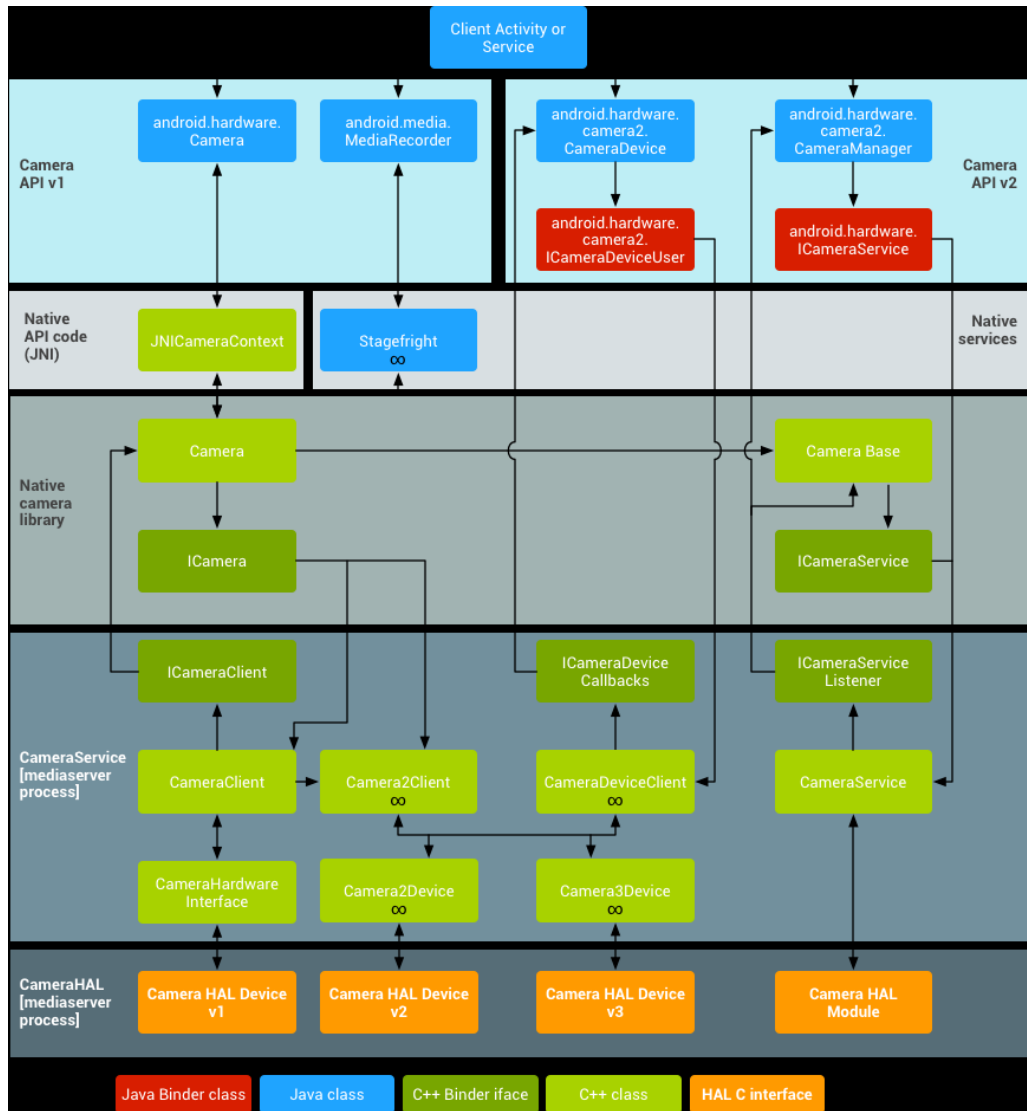 Client Activity or
Service
Camera
API v1
android.hardware.
Camera
android.media.
MediaRecorder
android.hardware.
camera2.
CameraDevice
android.hardware.
camera2.
CameraManager
Camera
API v2
android.hardware.
camera2.
ICameraDeviceUser
android.hardware.
ICameraService
Native
API code
(JNI)
JNICameraContext
Stagefright
∞
Native
services
Native
camera
library
Camera
Camera Base
ICamera
ICameraService
ICameraClient
ICameraDevice
Callbacks
ICameraService
Listener
CameraService
[mediaserver
process]
CameraClient
Camera2Client
∞
CameraDeviceClient
∞
CameraService
CameraHardware
Interface
Camera2Device
∞
Camera3Device
∞
CameraHAL
[mediaserver
process]
Camera HAL Device
v1
Camera HAL Device
v2
Camera HAL Device
v3
Camera HAL
Module
Java Binder class
Java class
C++ Binder iface
C++ class
HAL C interface